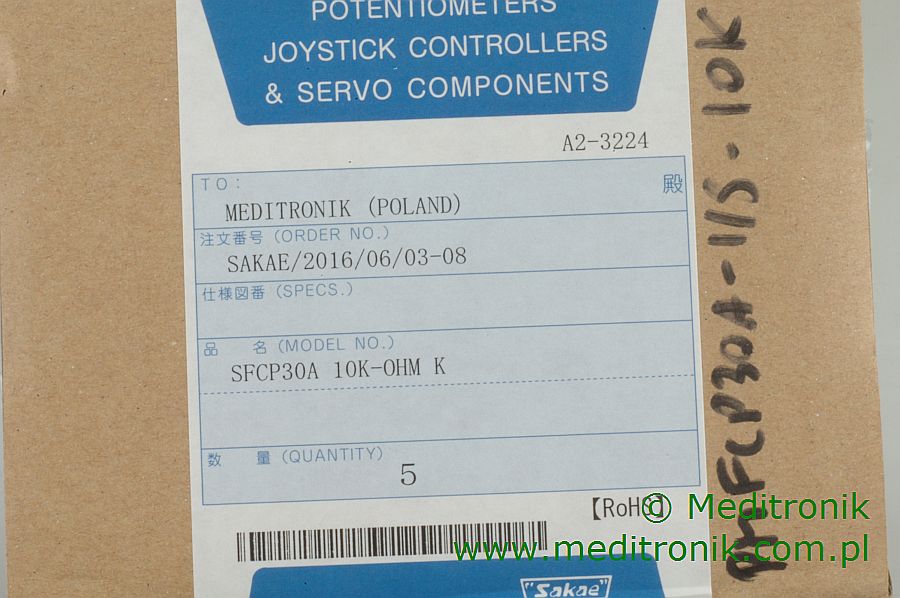 POTENTIOMETERS
JOYSTICK CONTROLLERS
& SERVO COMPONENTS
A2-3224
TO:
殿
MEDITRONIK (POLAND)
注文番号 (ORDER NO.)
SAKAE/2016/06/03-08
仕様図番 (SPECS.)
品 名 (MODEL NO.)
SFCP30A 10K-OHM K
数 量 (QUANTITY)
5
【RoHS】
"Sakae"
FCP30A-1/S-10K
© Meditronik
www.meditronik.com.pl